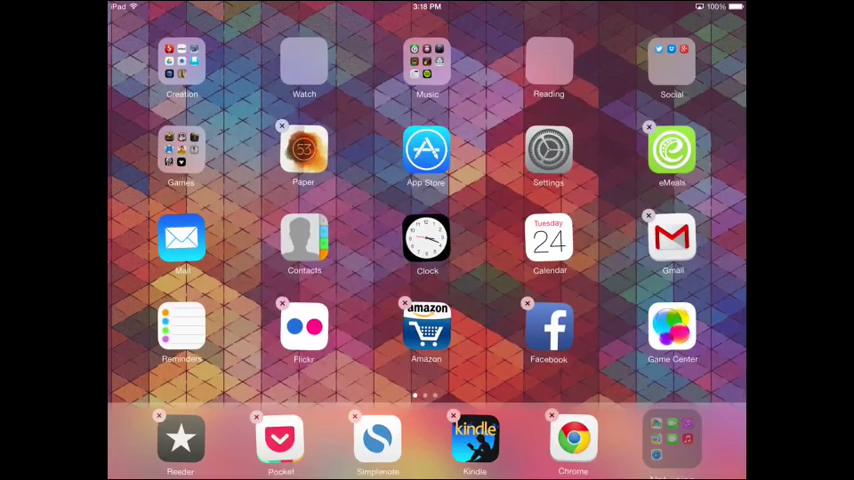 iPad 3:18 PM 100%
Creation Watch Music Reading Social
53
Games Paper App Store Settings eMeals
Tuesday
24
Mail Contacts Clock Calendar Gmail
amazon
Reminders Flickr Amazon Facebook Game Center
kindle
Reeder Pocket Simplenote Kindle Chrome